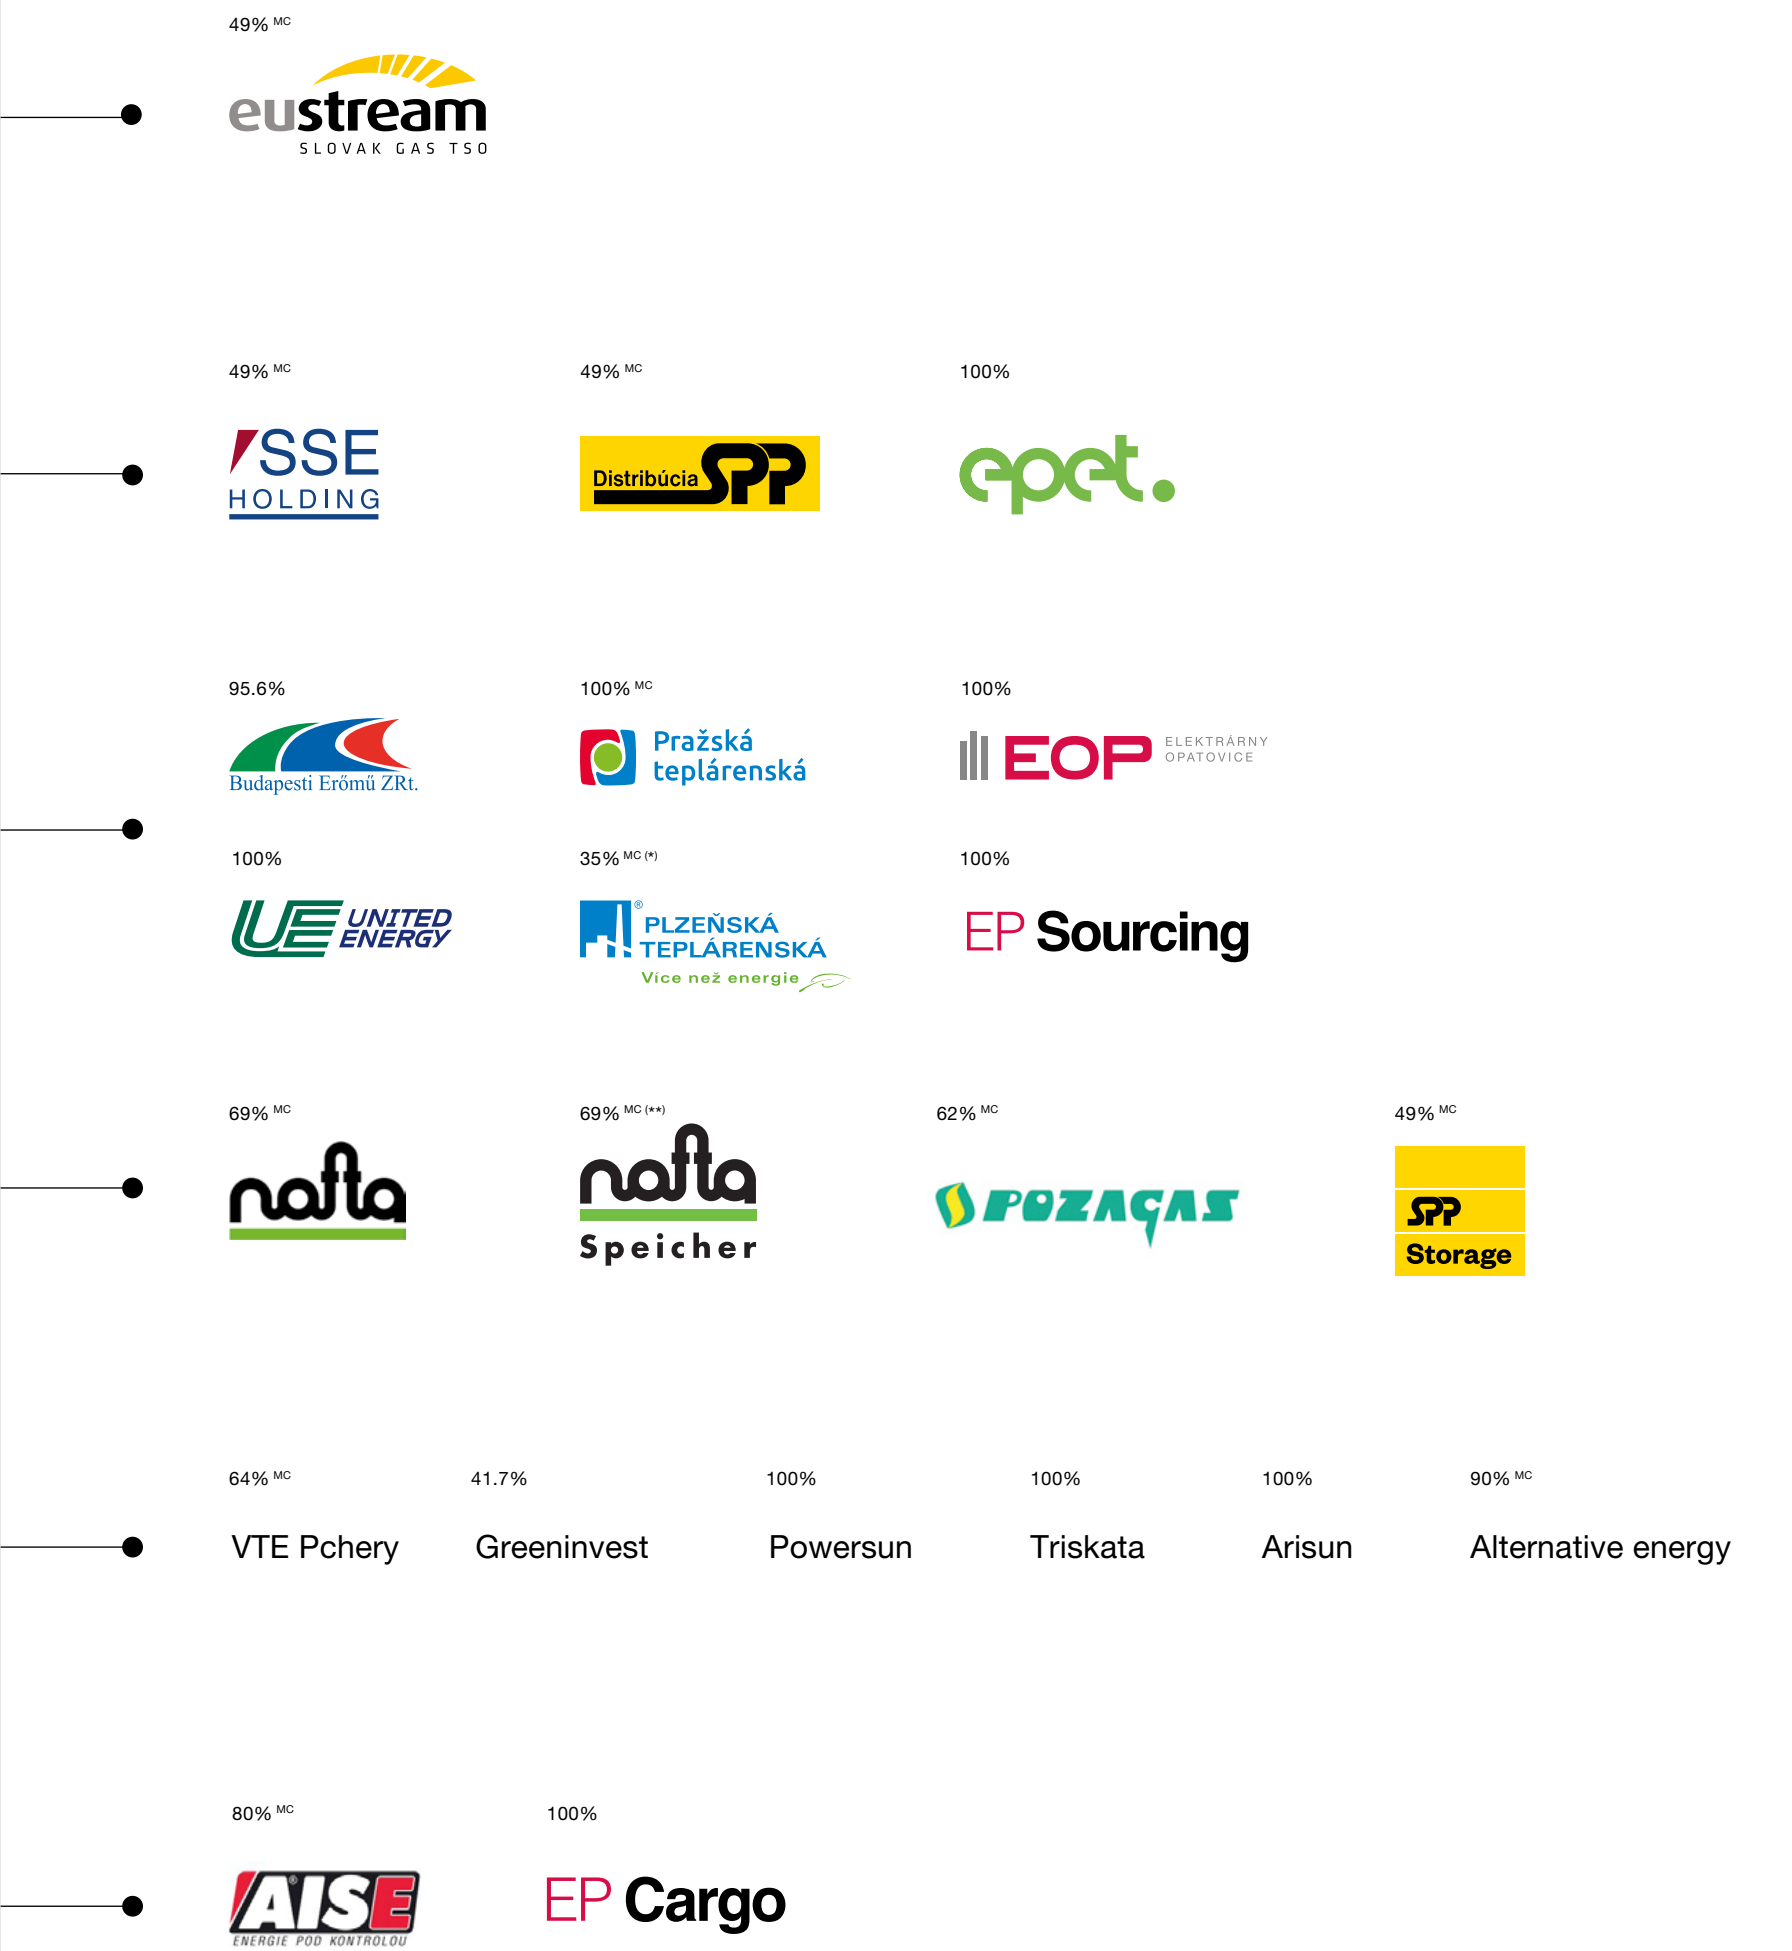 49% MC
eustream
SLOVAK GAS TSO
49% MC
49% MC
100%
SSE
HOLDING
Distribúcia SPP
epet.
95.6%
100% MC
100%
Budapesti Erőmű ZRt.
Pražská
teplárenská
EOP
ELEKTRÁRNY
OPATOVICE
100%
35% MC (*)
100%
UE UNITED
ENERGY
®
PLZEŇSKÁ
TEPLÁRENSKÁ
Více než energie
EP Sourcing
69% MC
69% MC (**)
62% MC
49% MC
nafta
nafta
Speicher
POZAGAS
SPP
Storage
64% MC
41.7%
100%
100%
100%
90% MC
VTE Pchery
Greeninvest
Powersun
Triskata
Arisun
Alternative energy
80% MC
100%
AISE
®
ENERGIE POD KONTROLOU
EP Cargo